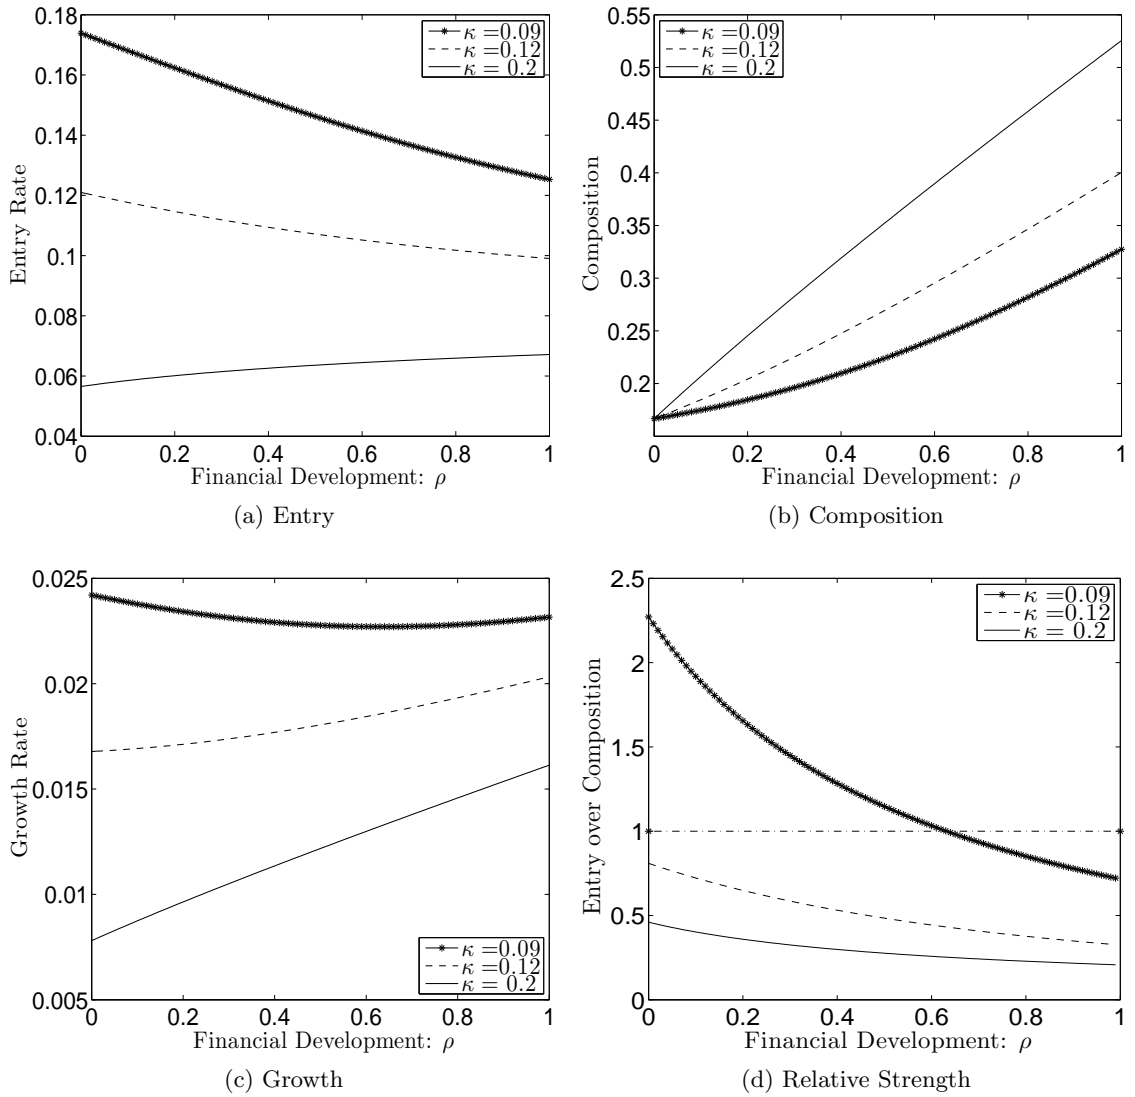 0.18
0.16
0.14
0.12
0.1
0.08
0.06
0.04
0
0.2
0.4
0.6
0.8
1
Entry Rate
Financial Development: ρ
κ =0.09
κ =0.12
κ = 0.2
(a) Entry
0.55
0.5
0.45
0.4
0.35
0.3
0.25
0.2
0
0.2
0.4
0.6
0.8
1
Composition
Financial Development: ρ
κ =0.09
κ =0.12
κ = 0.2
(b) Composition
0.025
0.02
0.015
0.01
0.005
0
0.2
0.4
0.6
0.8
1
Growth Rate
Financial Development: ρ
κ =0.09
κ =0.12
κ = 0.2
(c) Growth
2.5
2
1.5
1
0.5
0
0
0.2
0.4
0.6
0.8
1
Entry over Composition
Financial Development: ρ
κ =0.09
κ =0.12
κ = 0.2
(d) Relative Strength